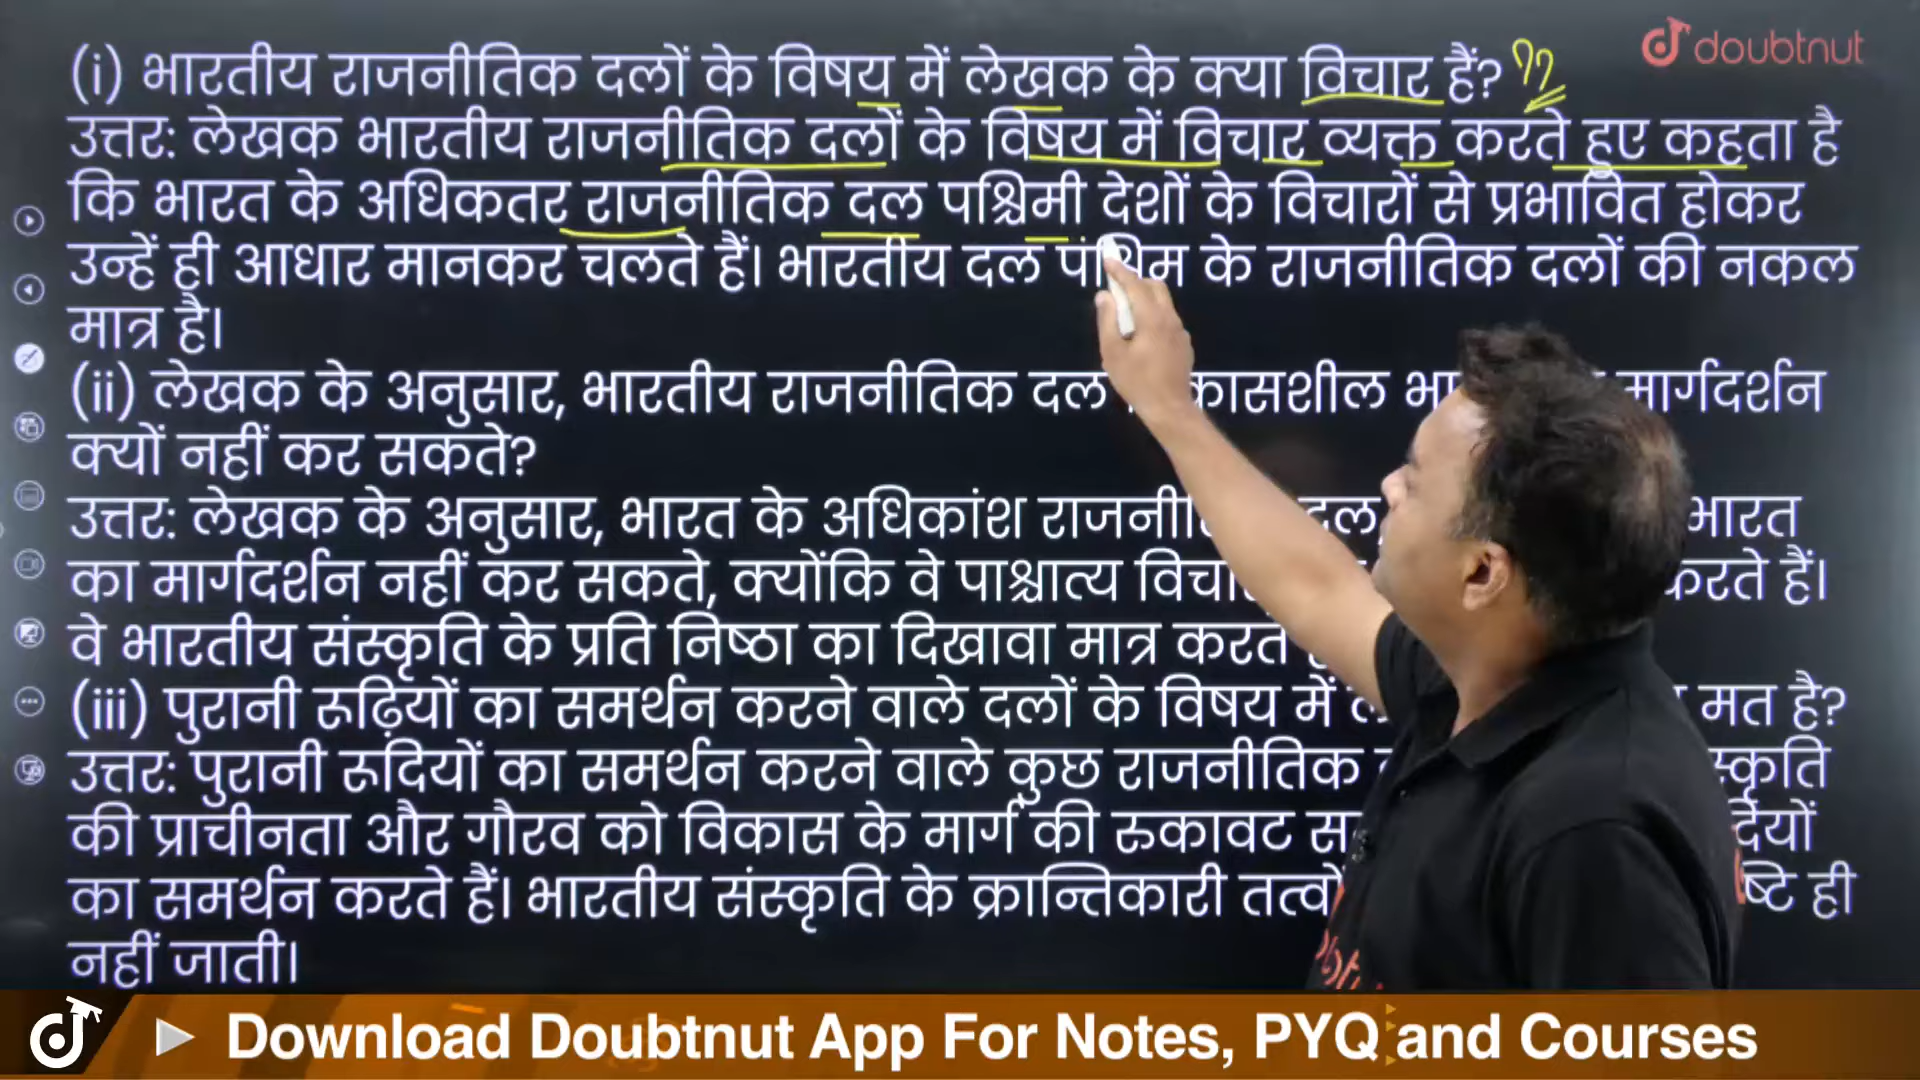 doubtnut
(i) भारतीय राजनीतिक दलों के विषय में लेखक के क्या विचार हैं? ??
उत्तर: लेखक भारतीय राजनीतिक दलों के विषय में विचार व्यक्त करते हुए कहता है
कि भारत के अधिकतर राजनीतिक दल पश्चिमी देशों के विचारों से प्रभावित होकर
उन्हें ही आधार मानकर चलते हैं। भारतीय दल पश्चिम के राजनीतिक दलों की नकल
मात्र है।
(ii) लेखक के अनुसार, भारतीय राजनीतिक दल मार्गदर्शन
क्यों नहीं कर सकते?
उत्तर: लेखक के अनुसार, भारत के अधिकांश भारत
का मार्गदर्शन नहीं कर सकते, क्योंकि वे पाश्चात्य करते हैं।
वे भारतीय संस्कृति के प्रति निष्ठा का दिखावा मात्र
(iii) पुरानी रूढ़ियों का समर्थन करने वाले दलों के विषय में मत है?
उत्तर: पुरानी रूदियों का समर्थन करने वाले कुछ राजनीतिक
की प्राचीनता और गौरव को विकास के मार्ग की रुकावट
का समर्थन करते हैं। भारतीय संस्कृति के क्रान्तिकारी ही
नहीं जाती।
Download Doubtnut App For Notes, PYQ and Courses